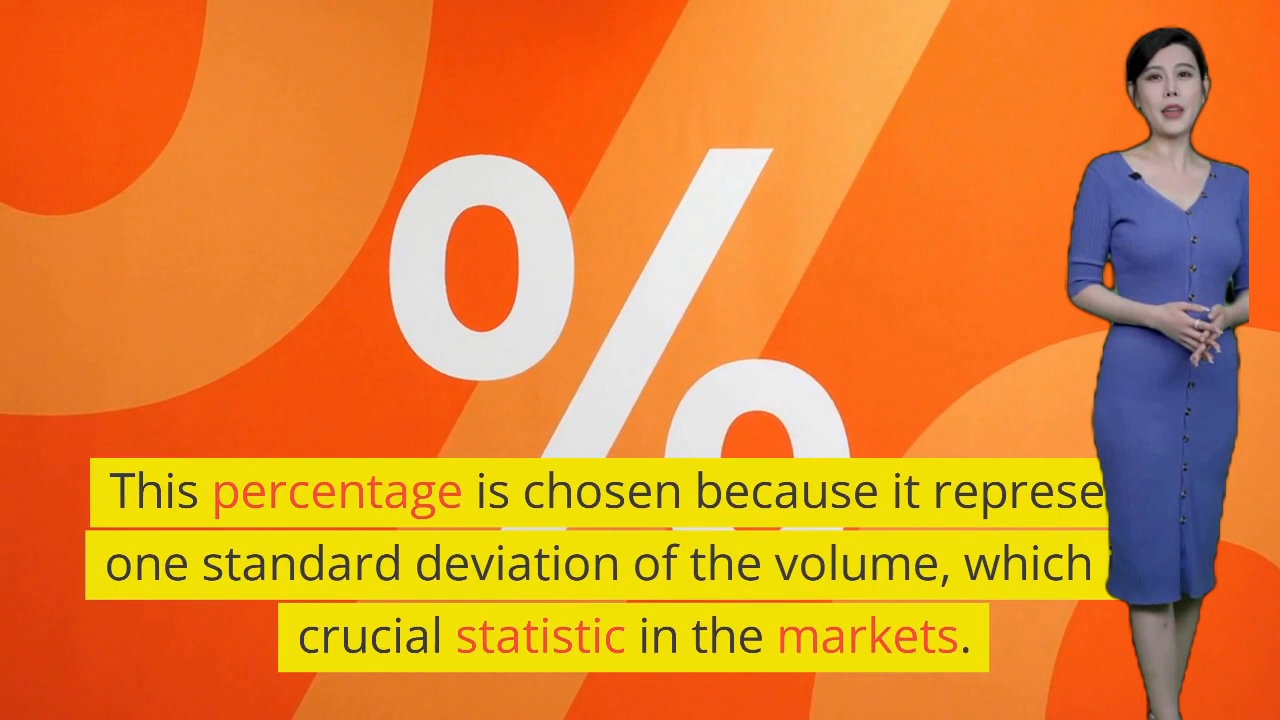 %
This percentage is chosen because it represe
one standard deviation of the volume, which
crucial statistic in the markets.